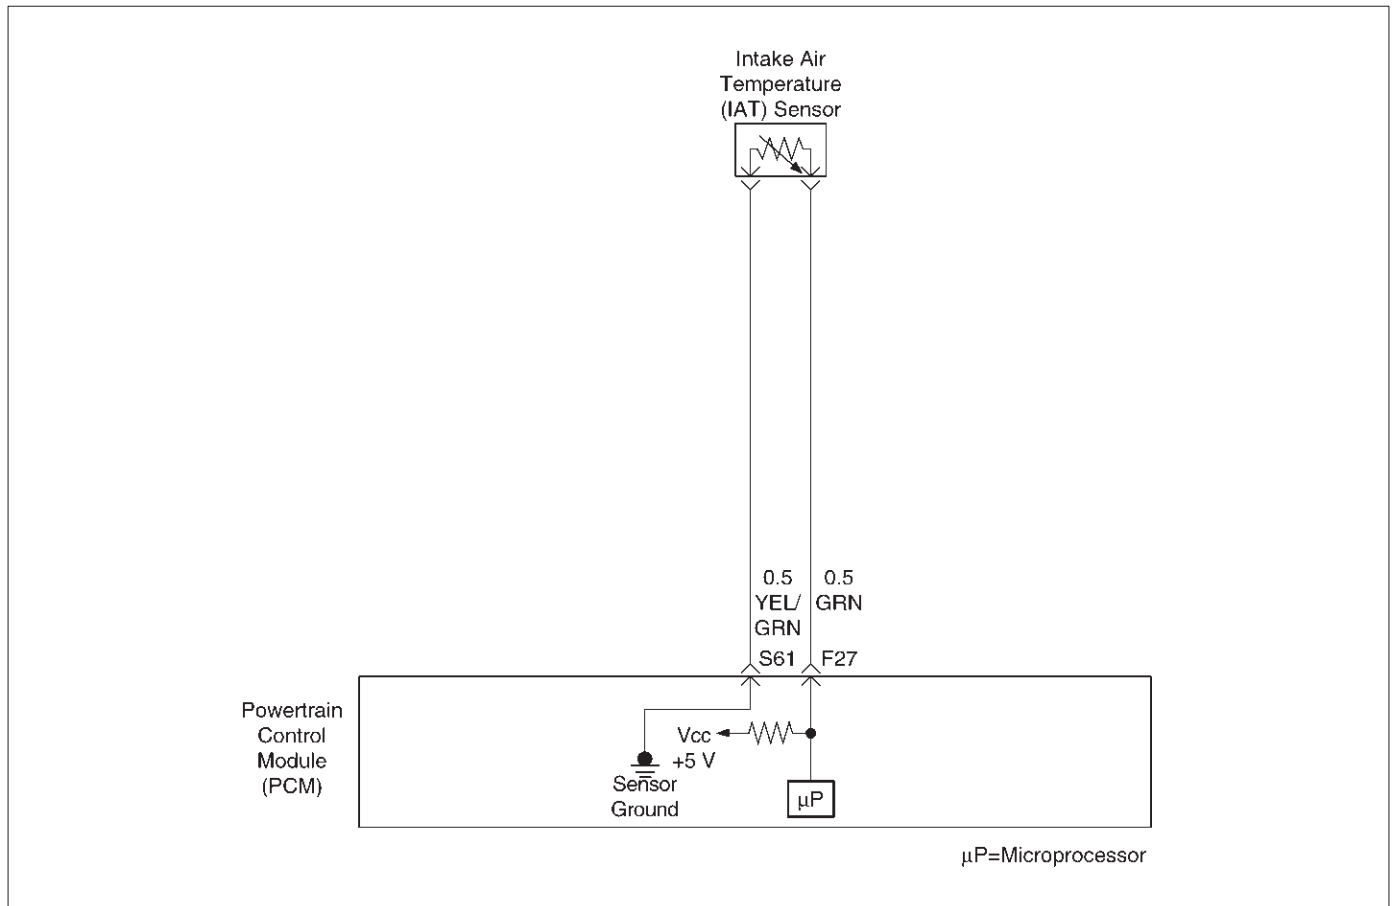 Intake Air
Temperature
(IAT) Sensor
0.5
YEL/
GRN
0.5
GRN
S61
F27
Powertrain
Control
Module
(PCM)
Vcc
+5 V
Sensor
Ground
µP
µP=Microprocessor